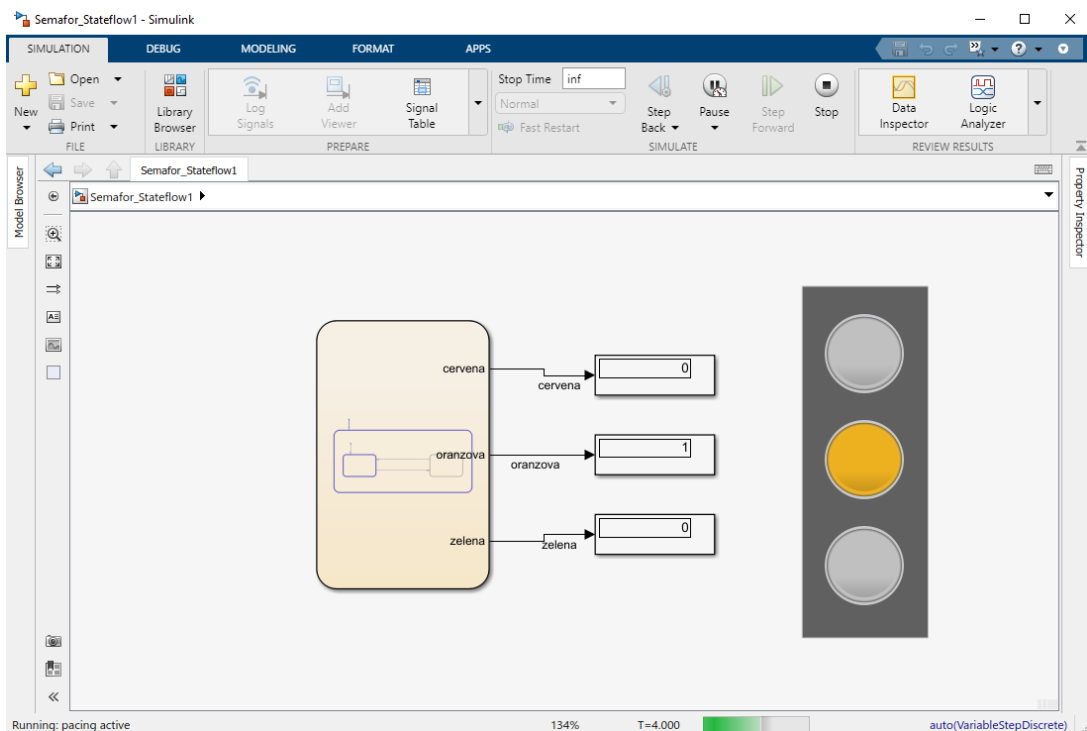 Semafor_Stateflow1 - Simulink
SIMULATION DEBUG MODELING FORMAT APPS
New
Open
Save
Print
FILE
Library Browser
LIBRARY
Log Signals
Add Viewer
Signal Table
PREPARE
Stop Time inf
Normal
Fast Restart
Step Back
Pause
Step Forward
Stop
SIMULATE
Data Inspector
Logic Analyzer
REVIEW RESULTS
Model Browser
Semafor_Stateflow1
Semafor_Stateflow1
Property Inspector
cervena
cervena
0
oranzova
oranzova
1
zelena
zelena
0
Running: pacing active 134% T=4.000 auto(VariableStepDiscrete)